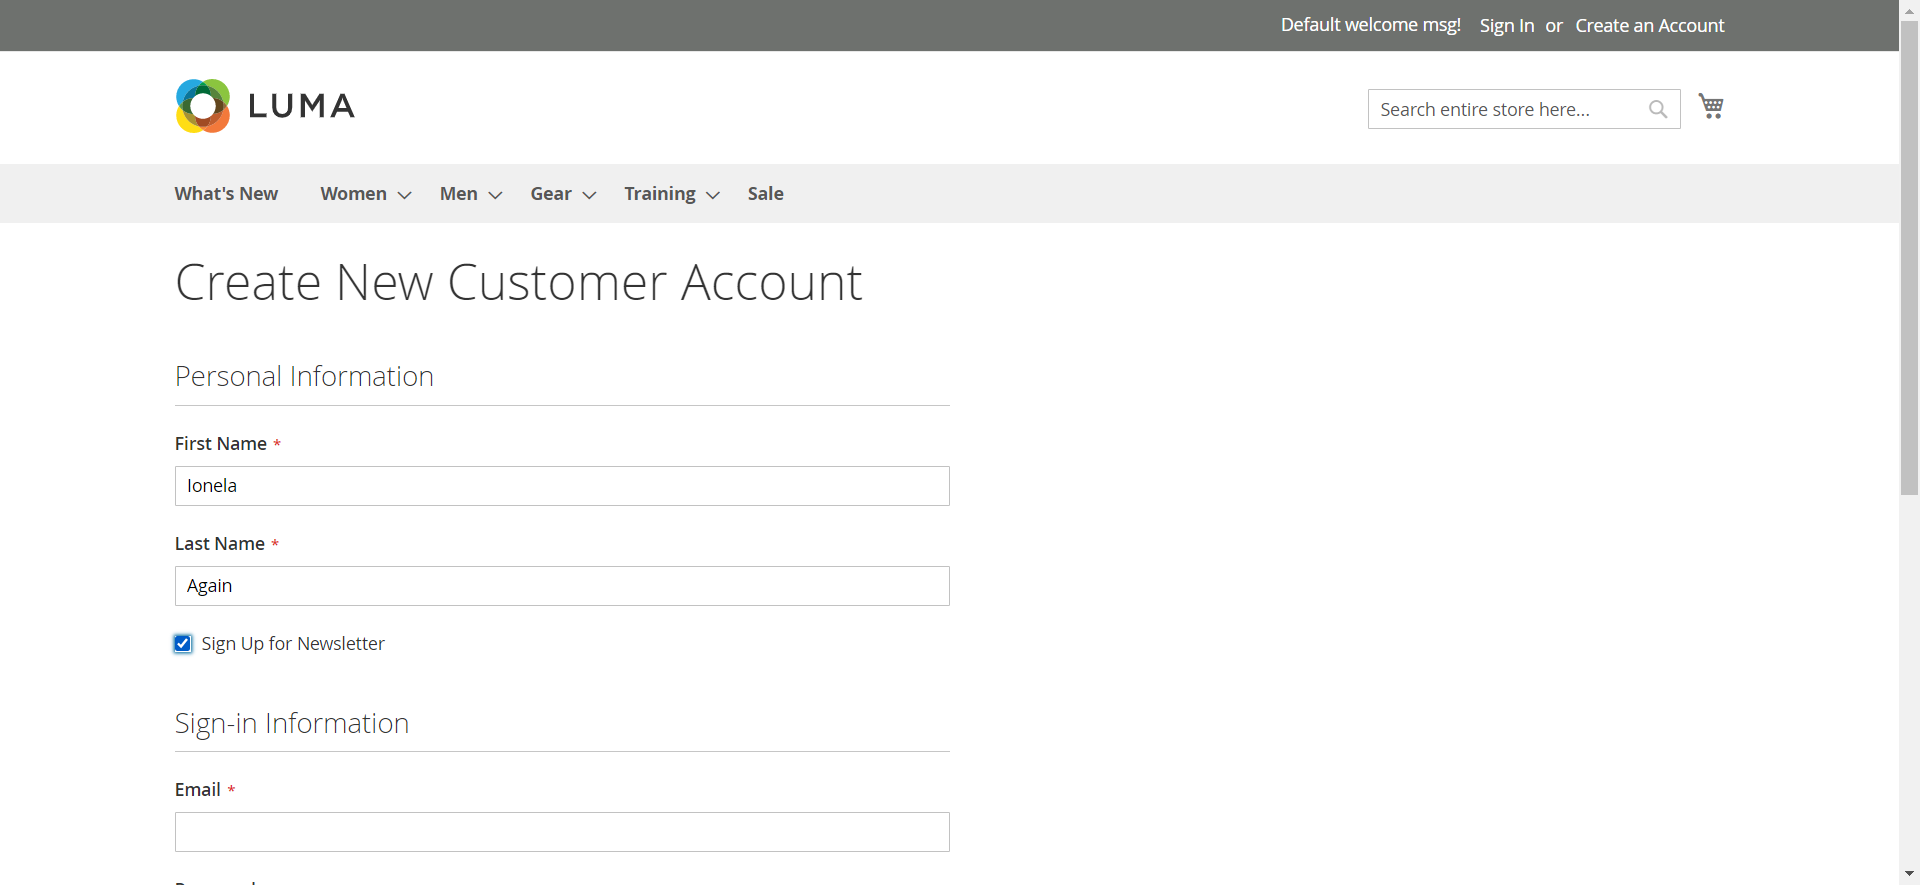 Default welcome msg! Sign In or Create an Account
LUMA
Search entire store here...
What's New Women Men Gear Training Sale
Create New Customer Account
Personal Information
First Name *
Ionela
Last Name *
Again
Sign Up for Newsletter
Sign-in Information
Email *